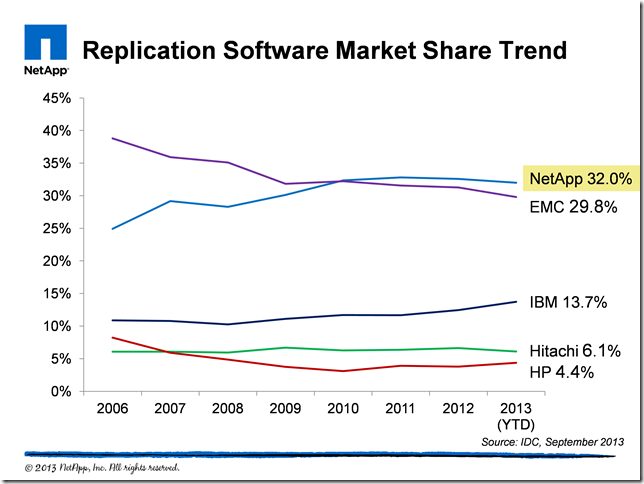 NetApp®
Replication Software Market Share Trend
45%
40%
35%
30%
25%
20%
15%
10%
5%
0%
NetApp 32.0%
EMC 29.8%
IBM 13.7%
Hitachi 6.1%
HP 4.4%
2006 2007 2008 2009 2010 2011 2012 2013
(YTD)
Source: IDC, September 2013
© 2013 NetApp, Inc. All rights reserved.